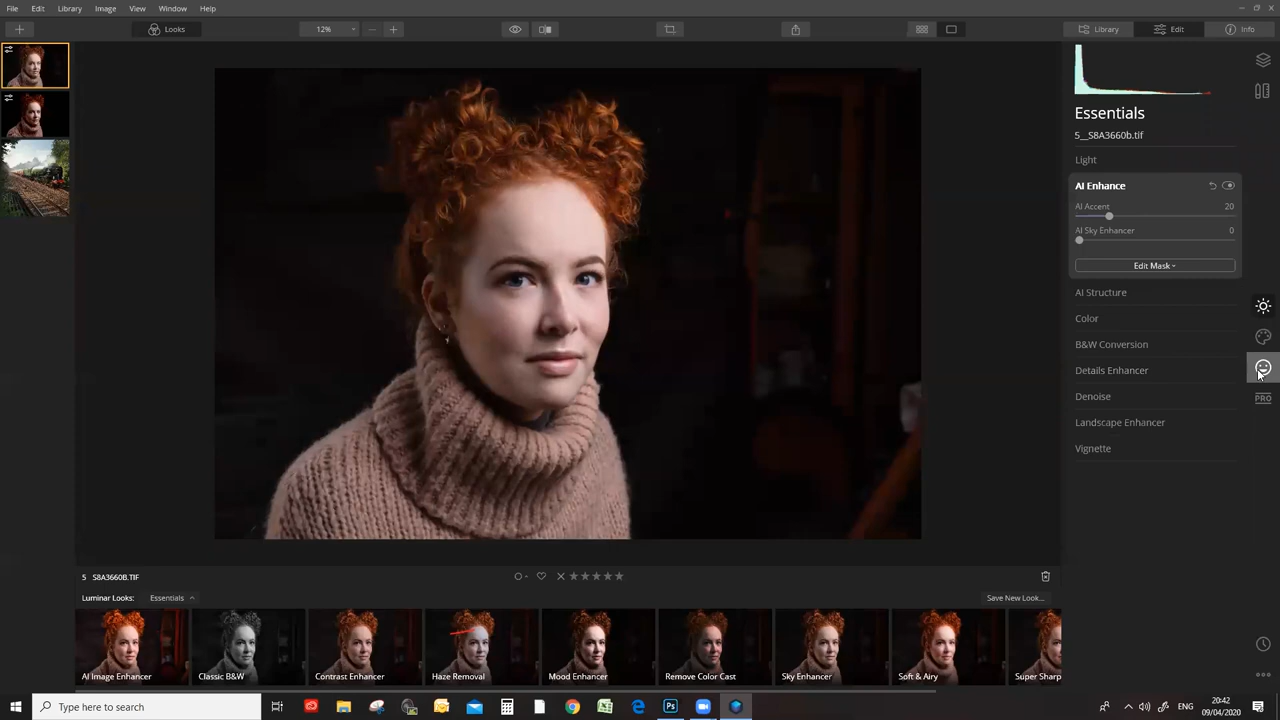 File Edit Library Image View Window Help
Looks 12% Library Edit Info
Essentials
5__S8A3660b.tif
Light
AI Enhance
AI Accent 20
AI Sky Enhancer 0
Edit Mask
AI Structure
Color
B&W Conversion
Details Enhancer
Denoise
Landscape Enhancer
Vignette
PRO
5 S8A3660B.TIF
Luminar Looks: Essentials Save New Look...
AI Image Enhancer Classic B&W Contrast Enhancer Haze Removal Mood Enhancer Remove Color Cast Sky Enhancer Soft & Airy Super Sharp
Type here to search
ENG
20:42
09/04/2020